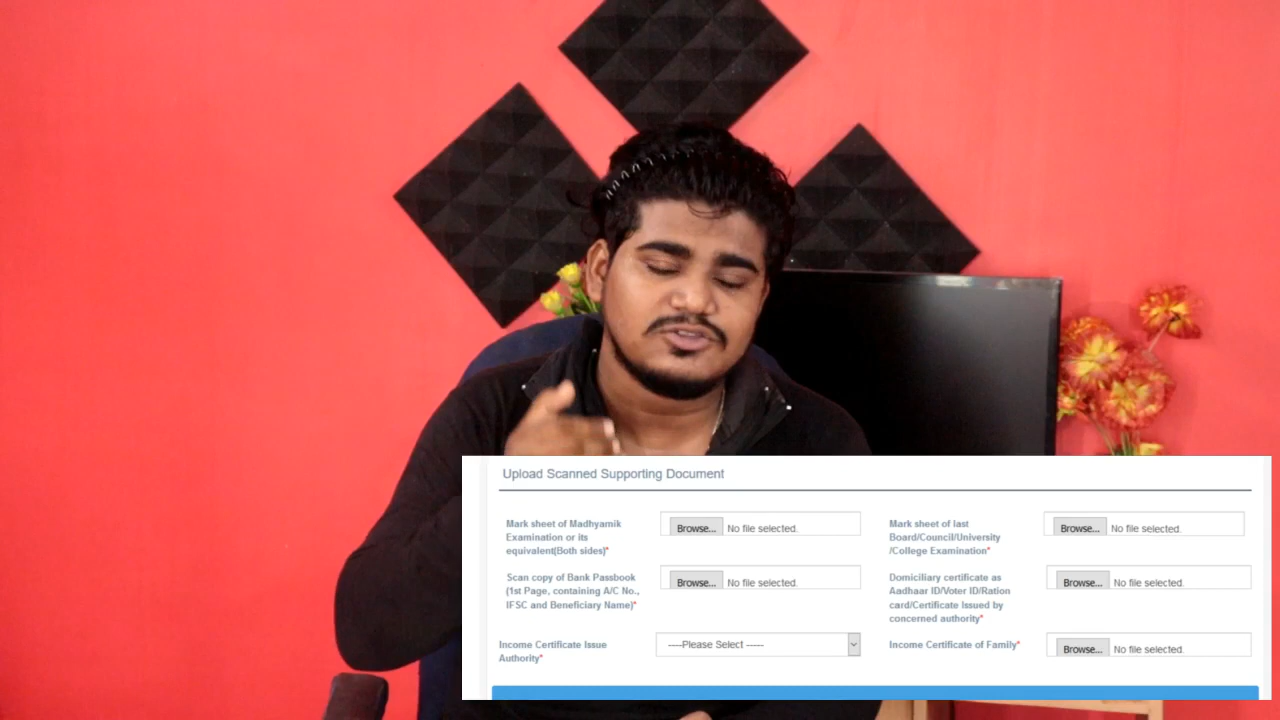 Upload Scanned Supporting Document
Mark sheet of Madhyamik
Examination or its
equivalent(Both sides)*
Browse... No file selected.
Mark sheet of last
Board/Council/University
/College Examination*
Browse... No file selected.
Scan copy of Bank Passbook
(1st Page, containing A/C No.,
IFSC and Beneficiary Name)*
Browse... No file selected.
Domiciliary certificate as
Aadhaar ID/Voter ID/Ration
card/Certificate Issued by
concerned authority*
Browse... No file selected.
Income Certificate Issue
Authority*
----Please Select -----
Income Certificate of Family*
Browse... No file selected.